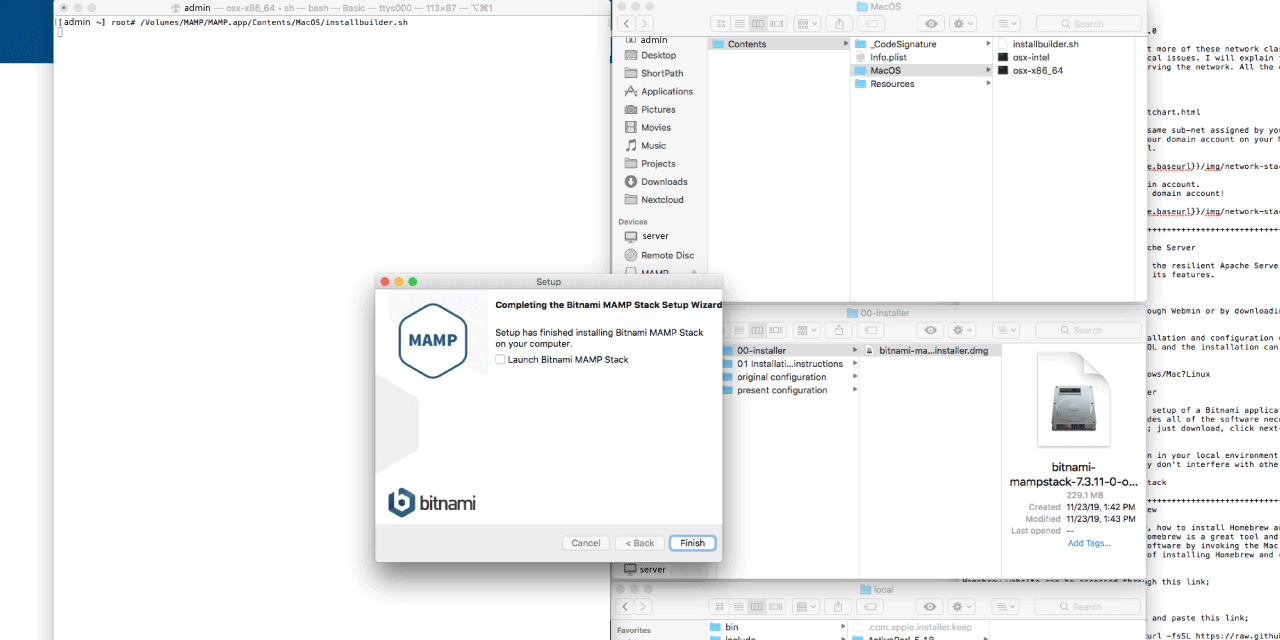 admin — osx-x86_64 • sh — bash — Basic — ttys000 — 113×87 — ⌥⌘1
[[admin ~] root# /Volumes/MAMP/MAMP.app/Contents/MacOS/installbuilder.sh
MacOS
Search
admin
Desktop
ShortPath
Applications
Pictures
Movies
Music
Projects
Downloads
Nextcloud
Devices
server
Remote Disc
MAMP
Contents
_CodeSignature
Info.plist
MacOS
Resources
installbuilder.sh
osx-intel
osx-x86_64
Setup
Completing the Bitnami MAMP Stack Setup Wizard
MAMP
Setup has finished installing Bitnami MAMP Stack
on your computer.
Launch Bitnami MAMP Stack
bitnami
Cancel
< Back
Finish
00-installer
Search
00-installer
01 Installati...instructions
original configuration
present configuration
bitnami-ma...installer.dmg
bitnami-
mampstack-7.3.11-0-o...
229.1 MB
Created 11/23/19, 1:42 PM
Modified 11/23/19, 1:43 PM
Last opened --
Add Tags...
server
local
Search
Favorites
bin
include
.com.apple.installer.keep
ActivePerl-5.18
.0
t more of these network clas
cal issues. I will explain
rving the network. All the
tchart.html
same sub-net assigned by yo
our domain account on your M
l.
e.baseurl}}/img/network-stac
in account.
domain account!
e.baseurl}}/img/network-stac
++++++++++++++++++++++++++++
che Server
the resilient Apache Server
its features.
ough Webmin or by downloadin
allation and configuration
QL and the installation can
ows/Mac?Linux
er
setup of a Bitnami applicat
des all of the software nece
; just download, click next-
n in your local environment
y don't interfere with othe
tack
++++++++++++++++++++++++++++
ew
, how to install Homebrew an
omebrew is a great tool and
oftware by invoking the Mac
of installing Homebrew and
Homebrew website can be accessed through this link;
and paste this link;
curl -fsSL https://raw.githu